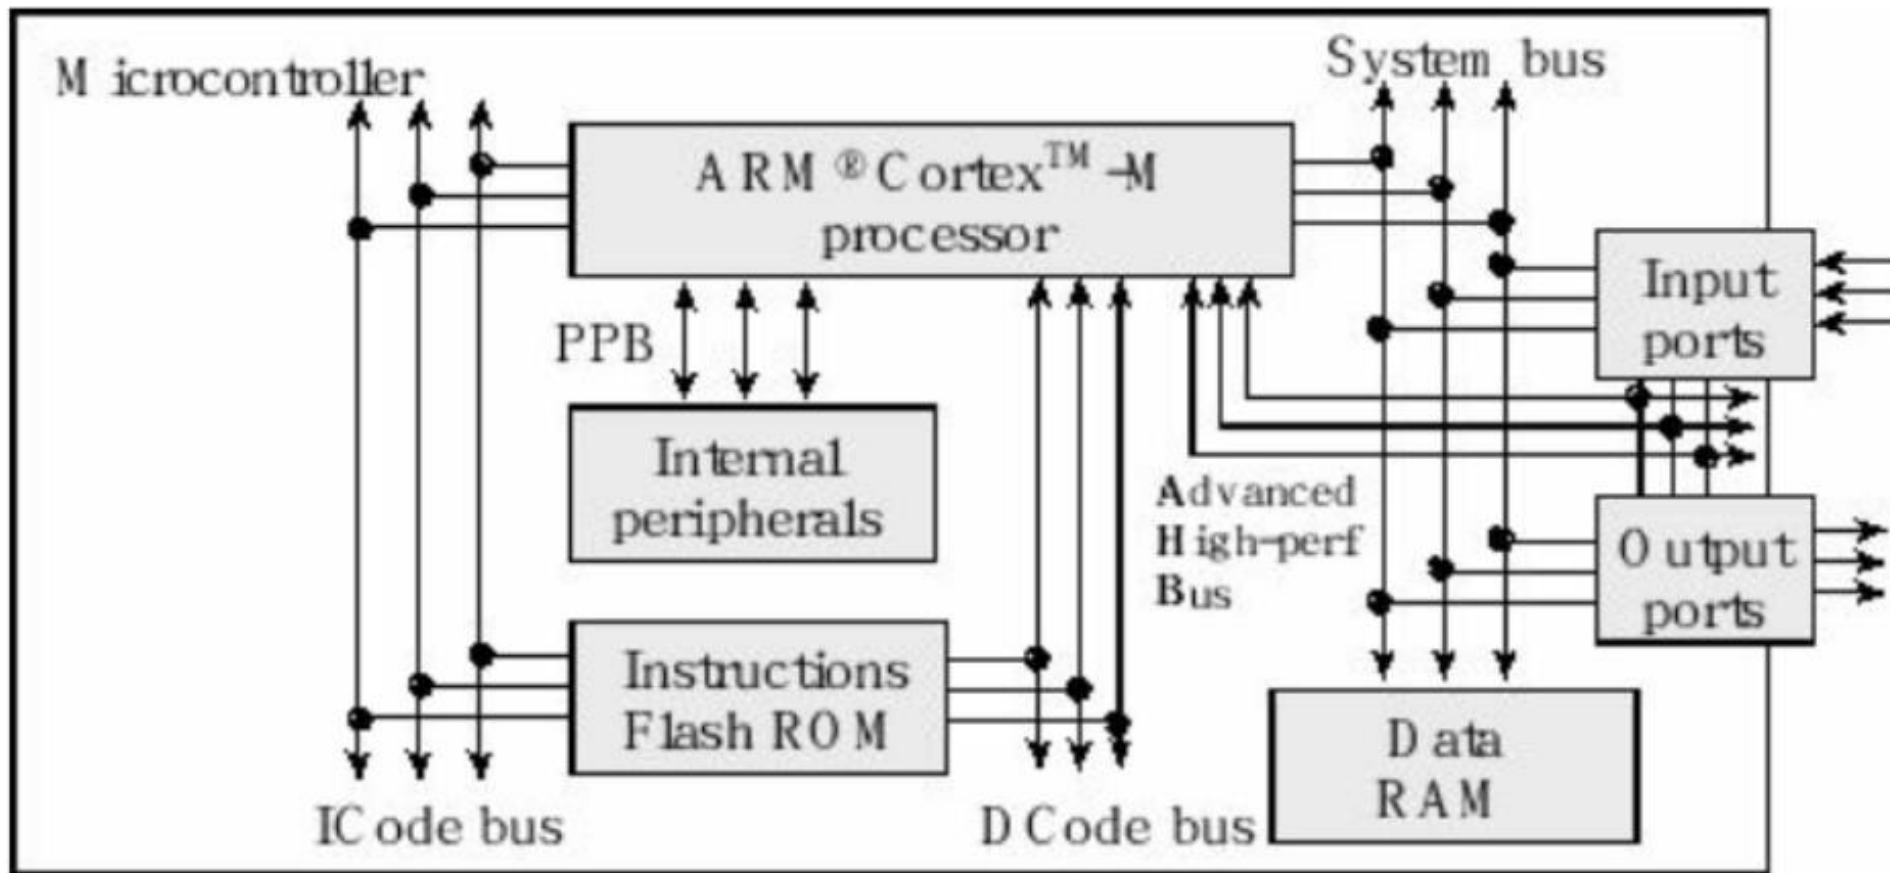 Microcontroller
System bus
ARM®Cortex™-M
processor
Input
ports
PPB
Internal
peripherals
Advanced
High-perf
Bus
Output
ports
Instructions
Flash ROM
Data
RAM
ICode bus
DCode bus